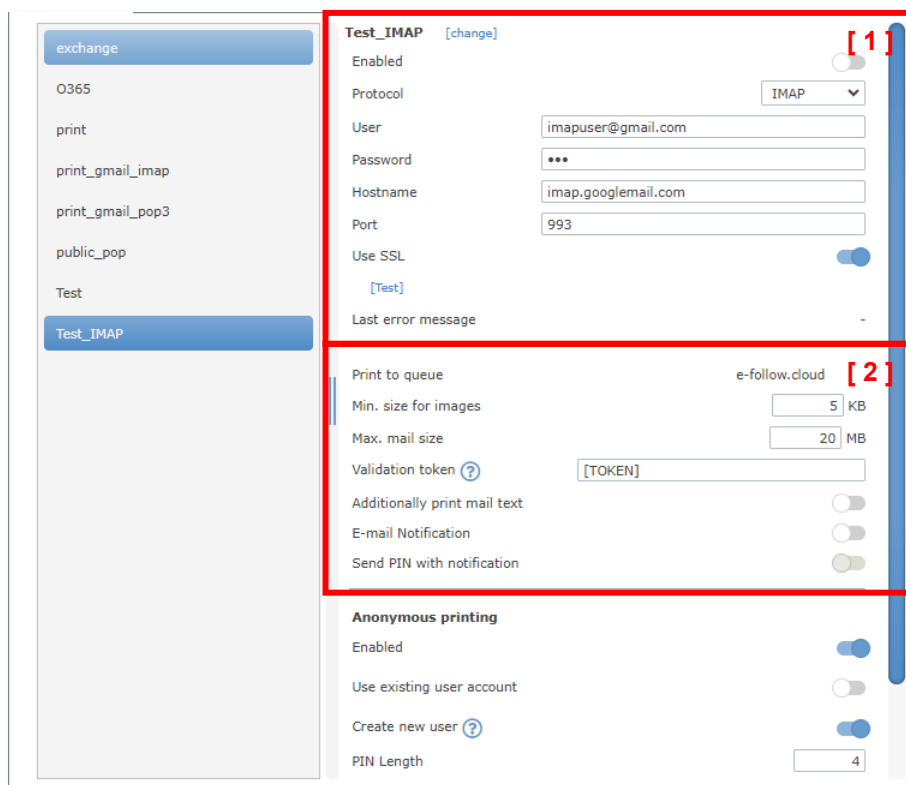 exchange
O365
print
print_gmail_imap
print_gmail_pop3
public_pop
Test
Test_IMAP
Test_IMAP [change] [ 1 ]
Enabled
Protocol IMAP
User imapuser@gmail.com
Password •••
Hostname imap.googlemail.com
Port 993
Use SSL
[Test]
Last error message -
Print to queue e-follow.cloud [ 2 ]
Min. size for images 5 KB
Max. mail size 20 MB
Validation token ? [TOKEN]
Additionally print mail text
E-mail Notification
Send PIN with notification
Anonymous printing
Enabled
Use existing user account
Create new user ?
PIN Length 4